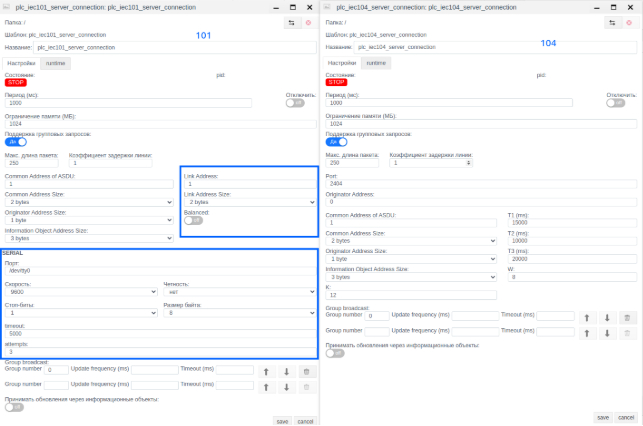 plc_iec101_server_connection: plc_iec101_server_connection
Папка: /
Шаблон: plc_iec101_server_connection
101
Название: plc_iec101_server_connection
Настройка runtime
Состояние: pid:
STOP
Период (мс): Отключить:
1000 off
Ограничение памяти (МБ):
1024
Поддержка групповых запросов:
Да
Макс. длина пакета: Коэффициент задержки линии:
250 1
Common Address of ASDU:
1
Common Address Size:
2 bytes
Originator Address Size:
1 byte
Information Object Address Size:
3 bytes
Link Address:
1
Link Address Size:
2 bytes
Balanced:
off
SERIAL
Порт:
/dev/tty0
Скорость: Четность:
9600 нет
Стоп-биты: Размер байта:
1 8
timeout:
5000
attempts:
3
Group broadcast:
Group number 0 Update frequency (ms) Timeout (ms)
Group number Update frequency (ms) Timeout (ms)
Принимать обновления через информационные объекты:
off
save cancel
plc_iec104_server_connection: plc_iec104_server_connection
Папка: /
Шаблон: plc_iec104_server_connection
104
Название: plc_iec104_server_connection
Настройки runtime
Состояние: pid:
STOP
Период (мс): Отключить:
1000 off
Ограничение памяти (МБ):
1024
Поддержка групповых запросов:
Да
Макс. длина пакета: Коэффициент задержки линии:
250 1
Port:
2404
Originator Address:
0
Common Address of ASDU: T1 (ms):
1 15000
Common Address Size: T2 (ms):
2 bytes 10000
Originator Address Size: T3 (ms):
1 byte 20000
Information Object Address Size: W:
3 bytes 8
K:
12
Group broadcast:
Group number 0 Update frequency (ms) Timeout (ms)
Group number Update frequency (ms) Timeout (ms)
Принимать обновления через информационные объекты:
off
save cancel